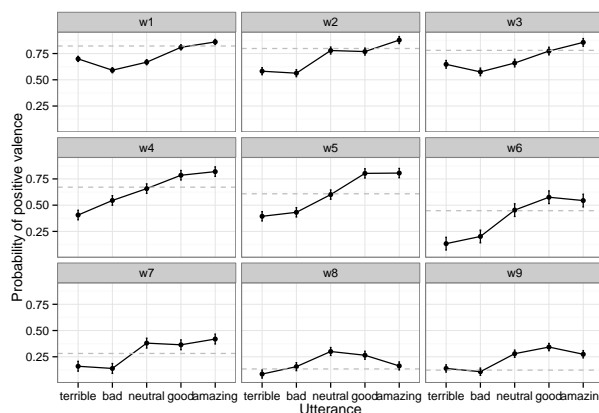 w1 w2 w3
0.75
0.50
0.25
w4 w5 w6
0.75
0.50
0.25
w7 w8 w9
0.75
0.50
0.25
terrible bad neutral good amazing terrible bad neutral good amazing terrible bad neutral good amazing
Utterance
Probability of positive valence